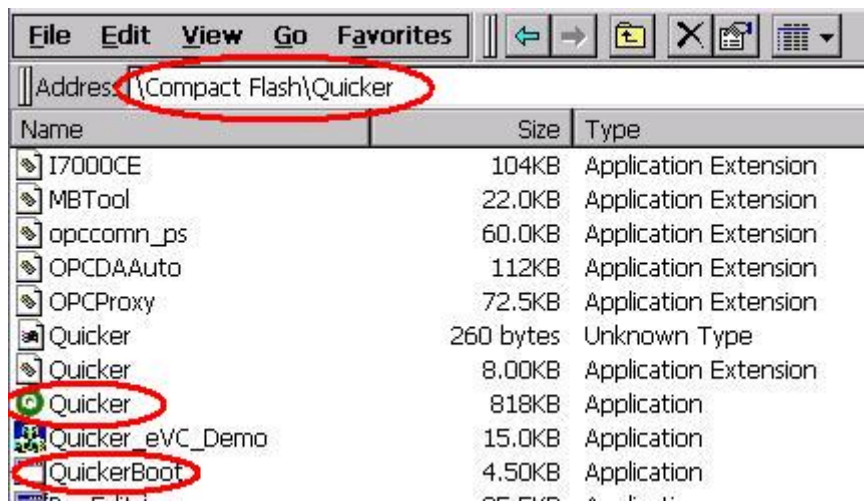 File Edit View Go Favorites
Address \Compact Flash\Quicker
Name Size Type
I7000CE 104KB Application Extension
MBTool 22.0KB Application Extension
opccomn_ps 60.0KB Application Extension
OPCDAAuto 112KB Application Extension
OPCProxy 72.5KB Application Extension
Quicker 260 bytes Unknown Type
Quicker 8.00KB Application Extension
Quicker 818KB Application
Quicker_eVC_Demo 15.0KB Application
QuickerBoot 4.50KB Application